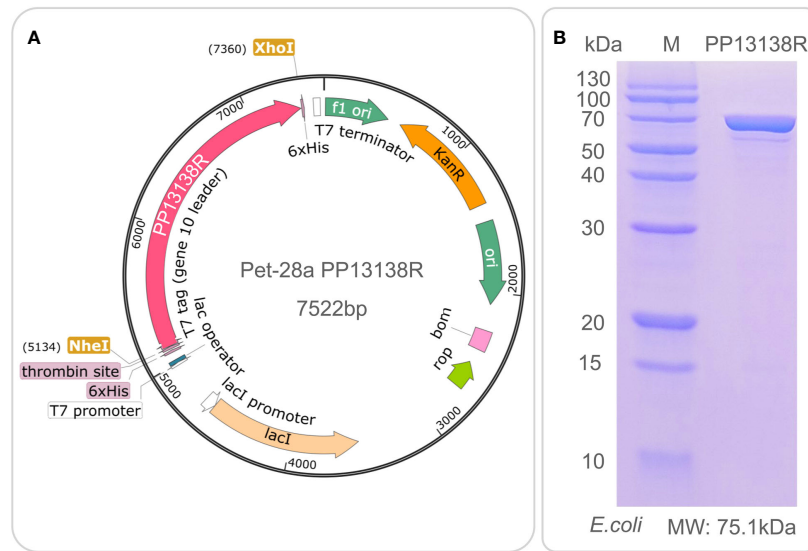 A
(7360) XhoI
7000
f1 ori
T7 terminator
6xHis
1000
KanR
PP13138R
T7 tag (gene 10 leader)
6000
ori
2000
Pet-28a PP13138R
7522bp
bom
rop
lac operator
(5134) NheI
thrombin site
6xHis
T7 promoter
5000
lacI promoter
lacI
3000
4000
B
kDa M PP13138R
130
100
70
50
40
30
20
15
10
E.coli MW: 75.1kDa